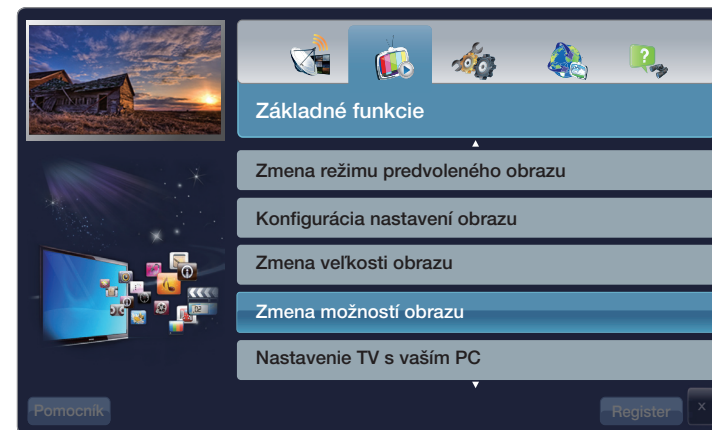 Základné funkcie
Zmena režimu predvoleného obrazu
Konfigurácia nastavení obrazu
Zmena veľkosti obrazu
Zmena možností obrazu
Nastavenie TV s vaším PC
Pomocník
Register
x